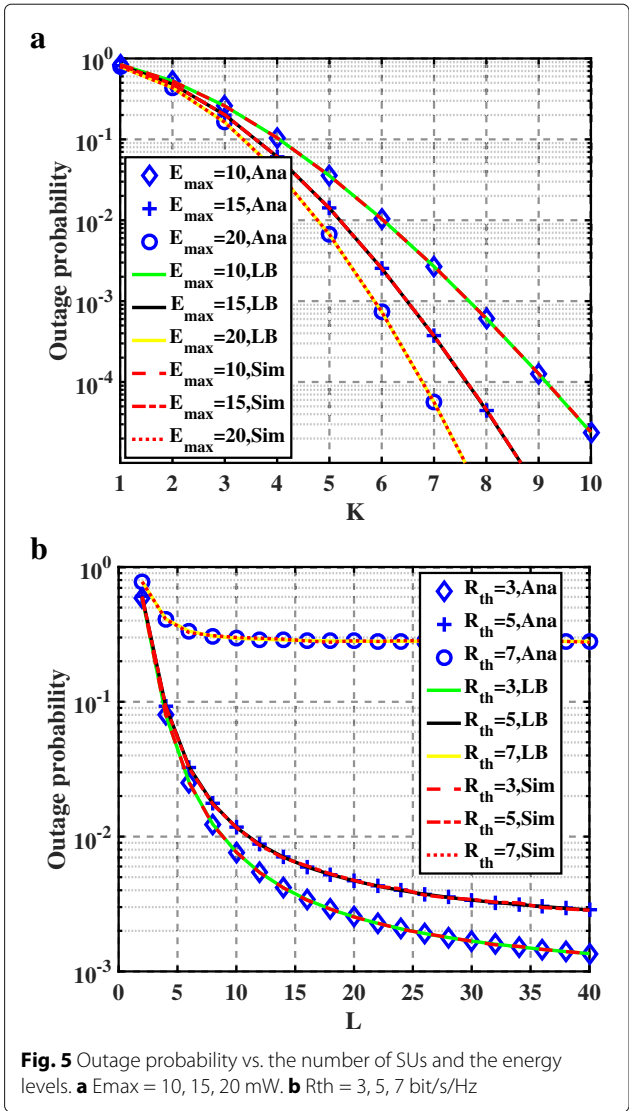 a
10^0
10^-1
10^-2
10^-3
10^-4
Outage probability
E_max=10,Ana
E_max=15,Ana
E_max=20,Ana
E_max=10,LB
E_max=15,LB
E_max=20,LB
E_max=10,Sim
E_max=15,Sim
E_max=20,Sim
1 2 3 4 5 6 7 8 9 10
K
b
10^0
10^-1
10^-2
10^-3
Outage probability
R_th=3,Ana
R_th=5,Ana
R_th=7,Ana
R_th=3,LB
R_th=5,LB
R_th=7,LB
R_th=3,Sim
R_th=5,Sim
R_th=7,Sim
0 5 10 15 20 25 30 35 40
L
Fig. 5 Outage probability vs. the number of SUs and the energy
levels. a Emax = 10, 15, 20 mW. b Rth = 3, 5, 7 bit/s/Hz